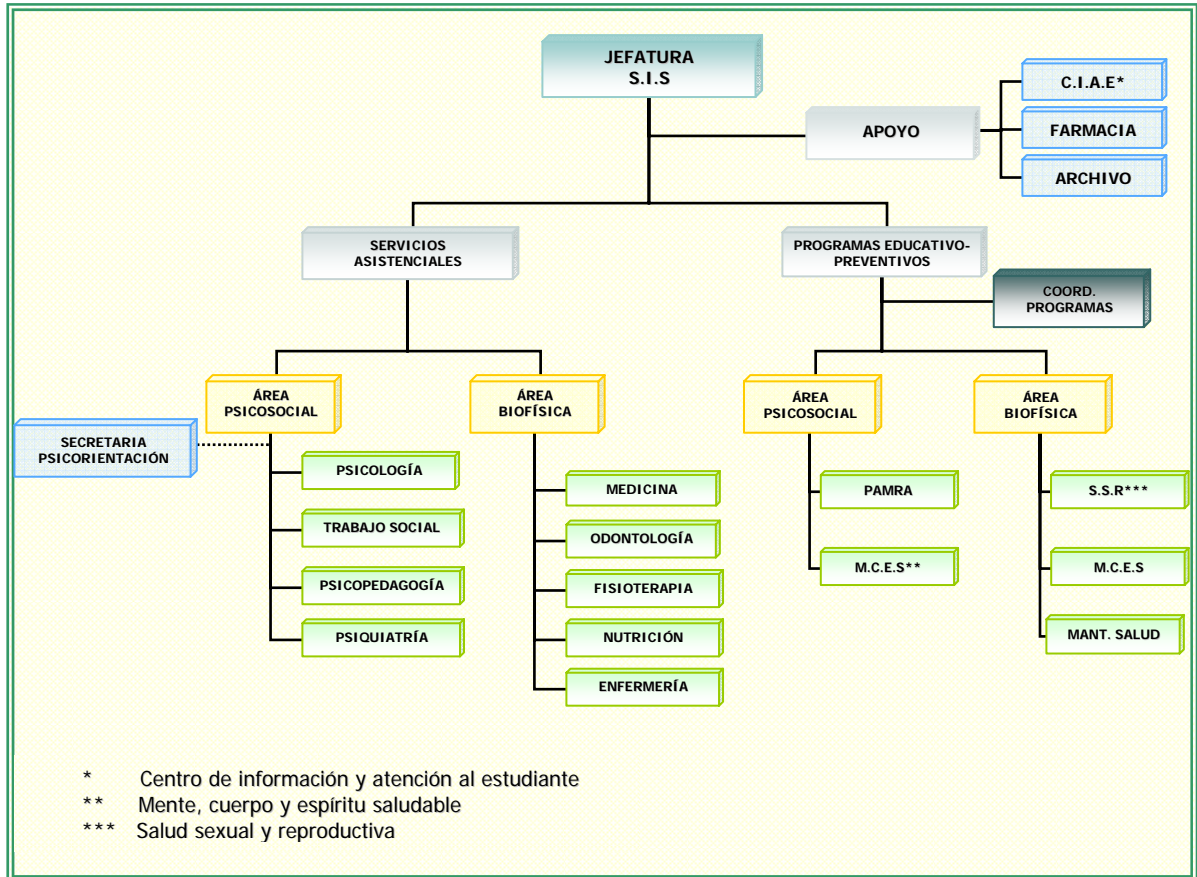 JEFATURA
S.I.S
C.I.A.E*
APOYO
FARMACIA
ARCHIVO
SERVICIOS
ASISTENCIALES
PROGRAMAS EDUCATIVO-
PREVENTIVOS
COORD.
PROGRAMAS
ÁREA
PSICOSOCIAL
ÁREA
BIOFÍSICA
ÁREA
PSICOSOCIAL
ÁREA
BIOFÍSICA
SECRETARIA
PSICORIENTACIÓN
PSICOLOGÍA
TRABAJO SOCIAL
PSICOPEDAGOGÍA
PSIQUIATRÍA
MEDICINA
ODONTOLOGÍA
FISIOTERAPIA
NUTRICIÓN
ENFERMERÍA
PAMRA
M.C.E.S**
S.S.R***
M.C.E.S
MANT. SALUD
* Centro de información y atención al estudiante
** Mente, cuerpo y espíritu saludable
*** Salud sexual y reproductiva